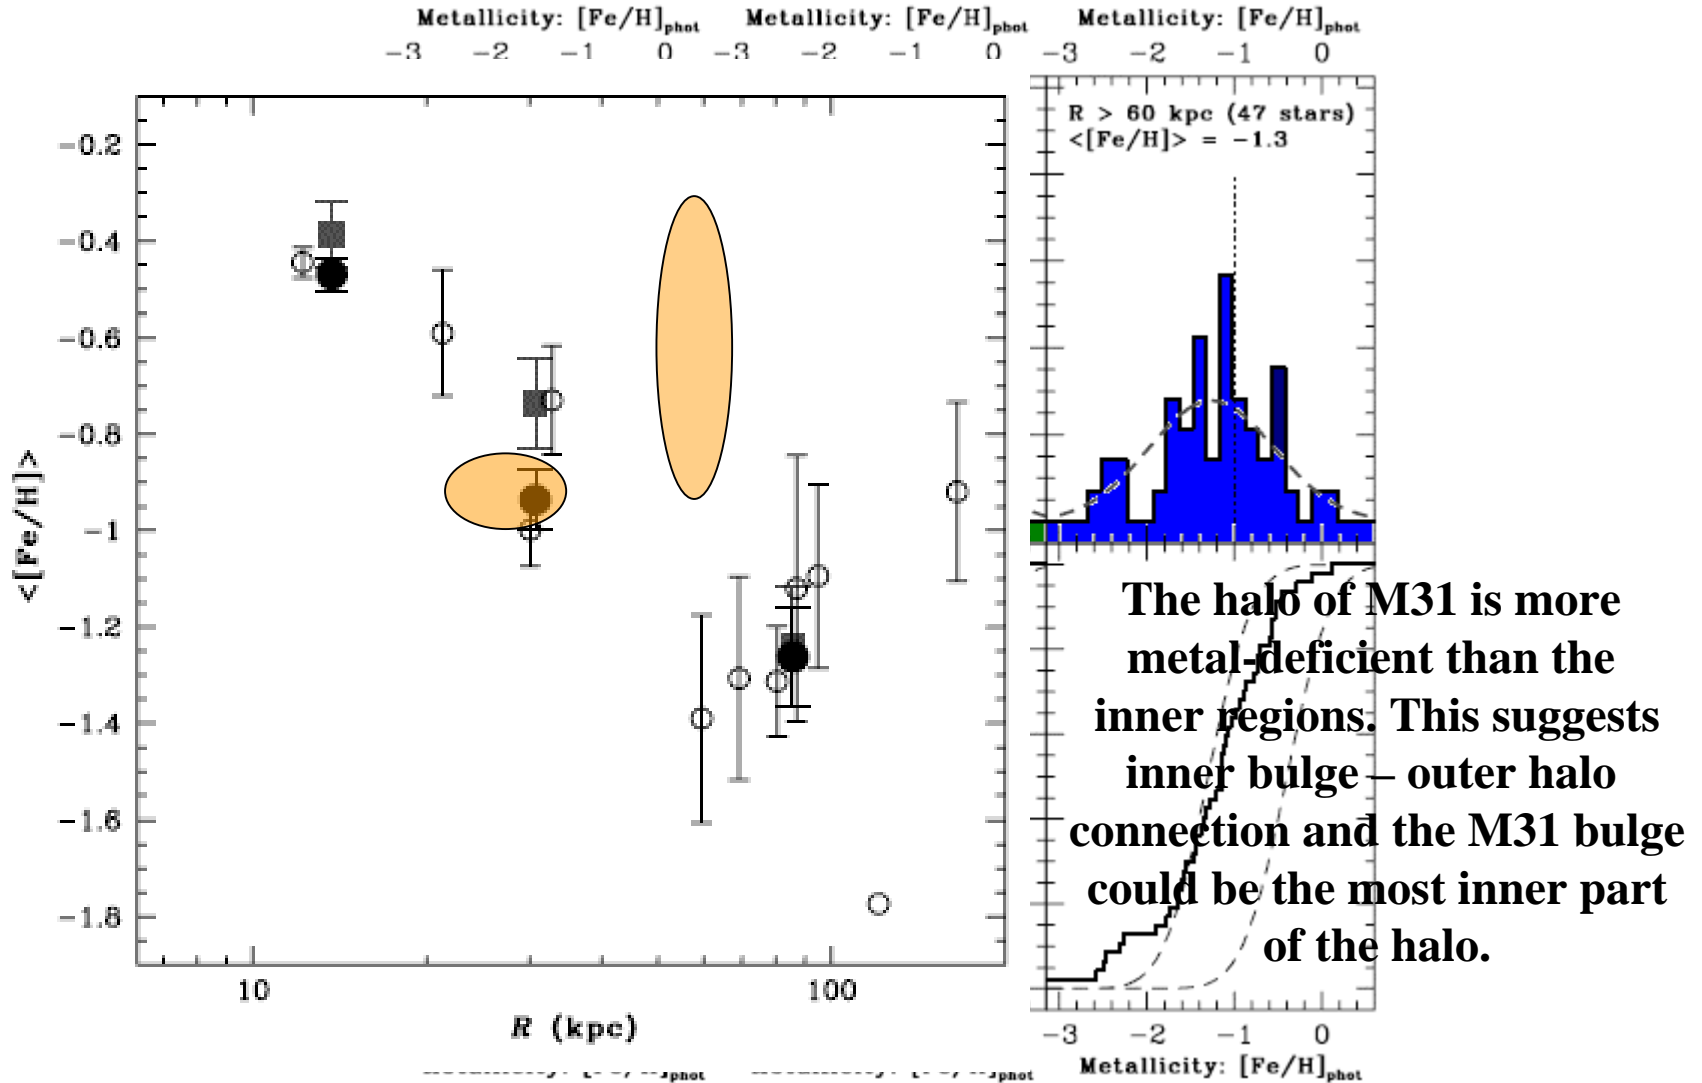 Metallicity: [Fe/H]phot Metallicity: [Fe/H]phot Metallicity: [Fe/H]phot
−3 −2 −1 0 −3 −2 −1 0 −3 −2 −1 0
R > 60 kpc (47 stars)
<[Fe/H]> = −1.3
−0.2
−0.4
−0.6
−0.8
−1
−1.2
−1.4
−1.6
−1.8
<[Fe/H]>
10 100
R (kpc)
The halo of M31 is more
metal-deficient than the
inner regions. This suggests
inner bulge – outer halo
connection and the M31 bulge
could be the most inner part
of the halo.
−3 −2 −1 0
Metallicity: [Fe/H]phot